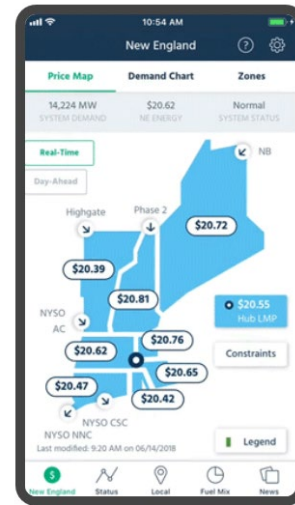 10:54 AM
New England
?
Price Map Demand Chart Zones
14,224 MW $20.62 Normal
SYSTEM DEMAND NE ENERGY SYSTEM STATUS
Real-Time
NB
Day-Ahead
Highgate Phase 2
$20.72
$20.39
$20.81
$20.55
Hub LMP
NYSO
AC
$20.76
$20.62
Constraints
$20.65
$20.47
$20.42
NYSO CSC
NYSO NNC
Last modified: 9:20 AM on 06/14/2018
Legend
$
New England Status Local Fuel Mix News